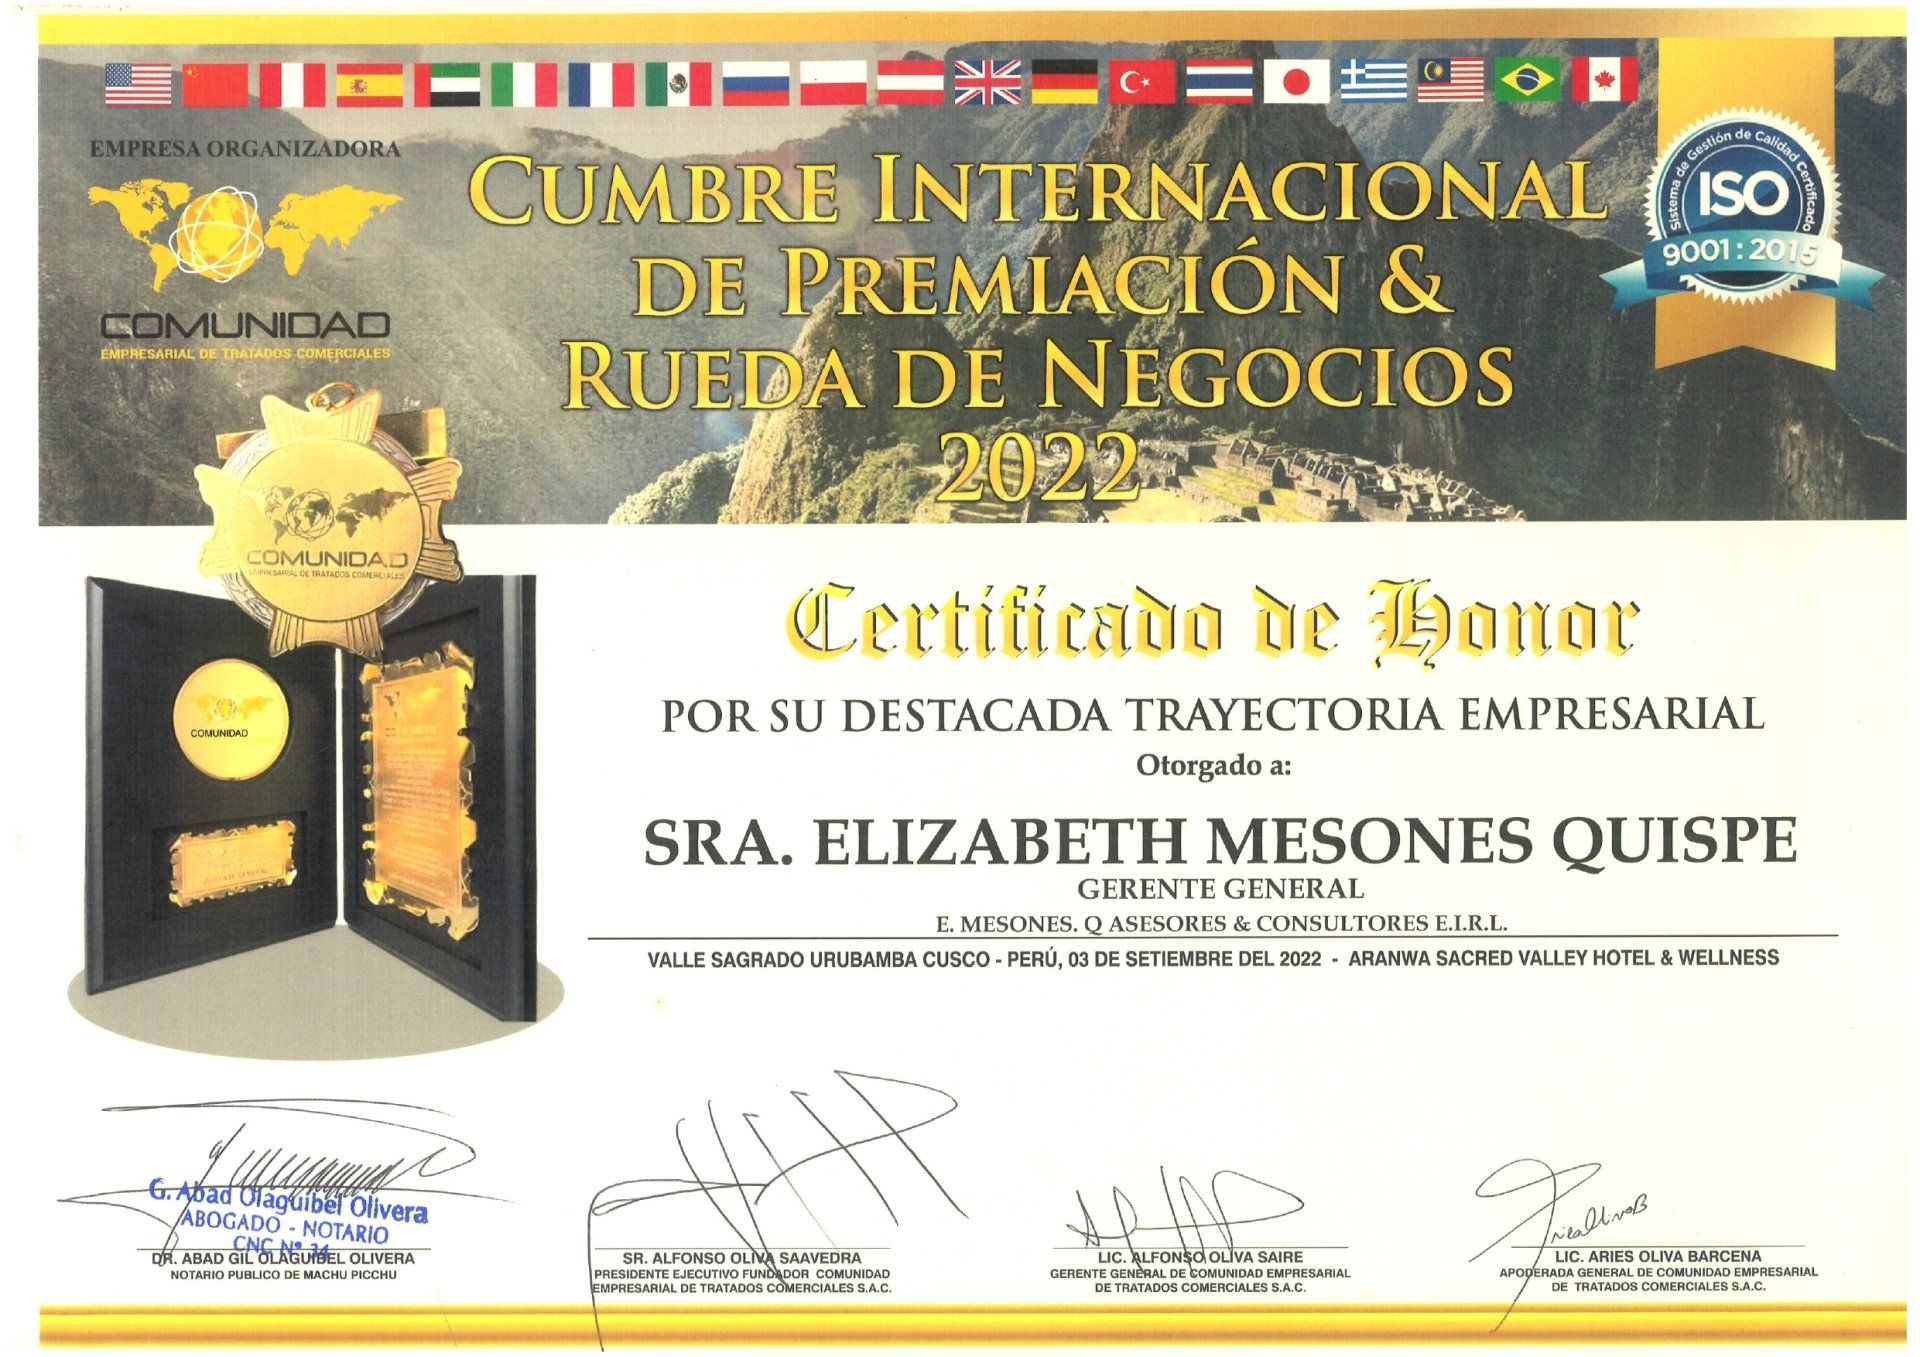 EMPRESA ORGANIZADORA
COMUNIDAD
EMPRESARIAL DE TRATADOS COMERCIALES
CUMBRE INTERNACIONAL
DE PREMIACIÓN &
RUEDA DE NEGOCIOS
2022
Sistema de Gestión de Calidad Certificado
ISO
9001:2015
COMUNIDAD
EMPRESARIAL DE TRATADOS COMERCIALES
COMUNIDAD
GERENTE GENERAL
Certificado de Honor
POR SU DESTACADA TRAYECTORIA EMPRESARIAL
Otorgado a:
SRA. ELIZABETH MESONES QUISPE
GERENTE GENERAL
E. MESONES. Q ASESORES & CONSULTORES E.I.R.L.
VALLE SAGRADO URUBAMBA CUSCO - PERÚ, 03 DE SETIEMBRE DEL 2022 - ARANWA SACRED VALLEY HOTEL & WELLNESS
G. Abad Olaguibel Olivera
ABOGADO - NOTARIO
CNC Nº 34
DR. ABAD GIL OLAGUIBEL OLIVERA
NOTARIO PUBLICO DE MACHU PICCHU
SR. ALFONSO OLIVA SAAVEDRA
PRESIDENTE EJECUTIVO FUNDADOR COMUNIDAD
EMPRESARIAL DE TRATADOS COMERCIALES S.A.C.
LIC. ALFONSO OLIVA SAIRE
GERENTE GENERAL DE COMUNIDAD EMPRESARIAL
DE TRATADOS COMERCIALES S.A.C.
LIC. ARIES OLIVA BARCENA
APODERADA GENERAL DE COMUNIDAD EMPRESARIAL
DE TRATADOS COMERCIALES S.A.C.